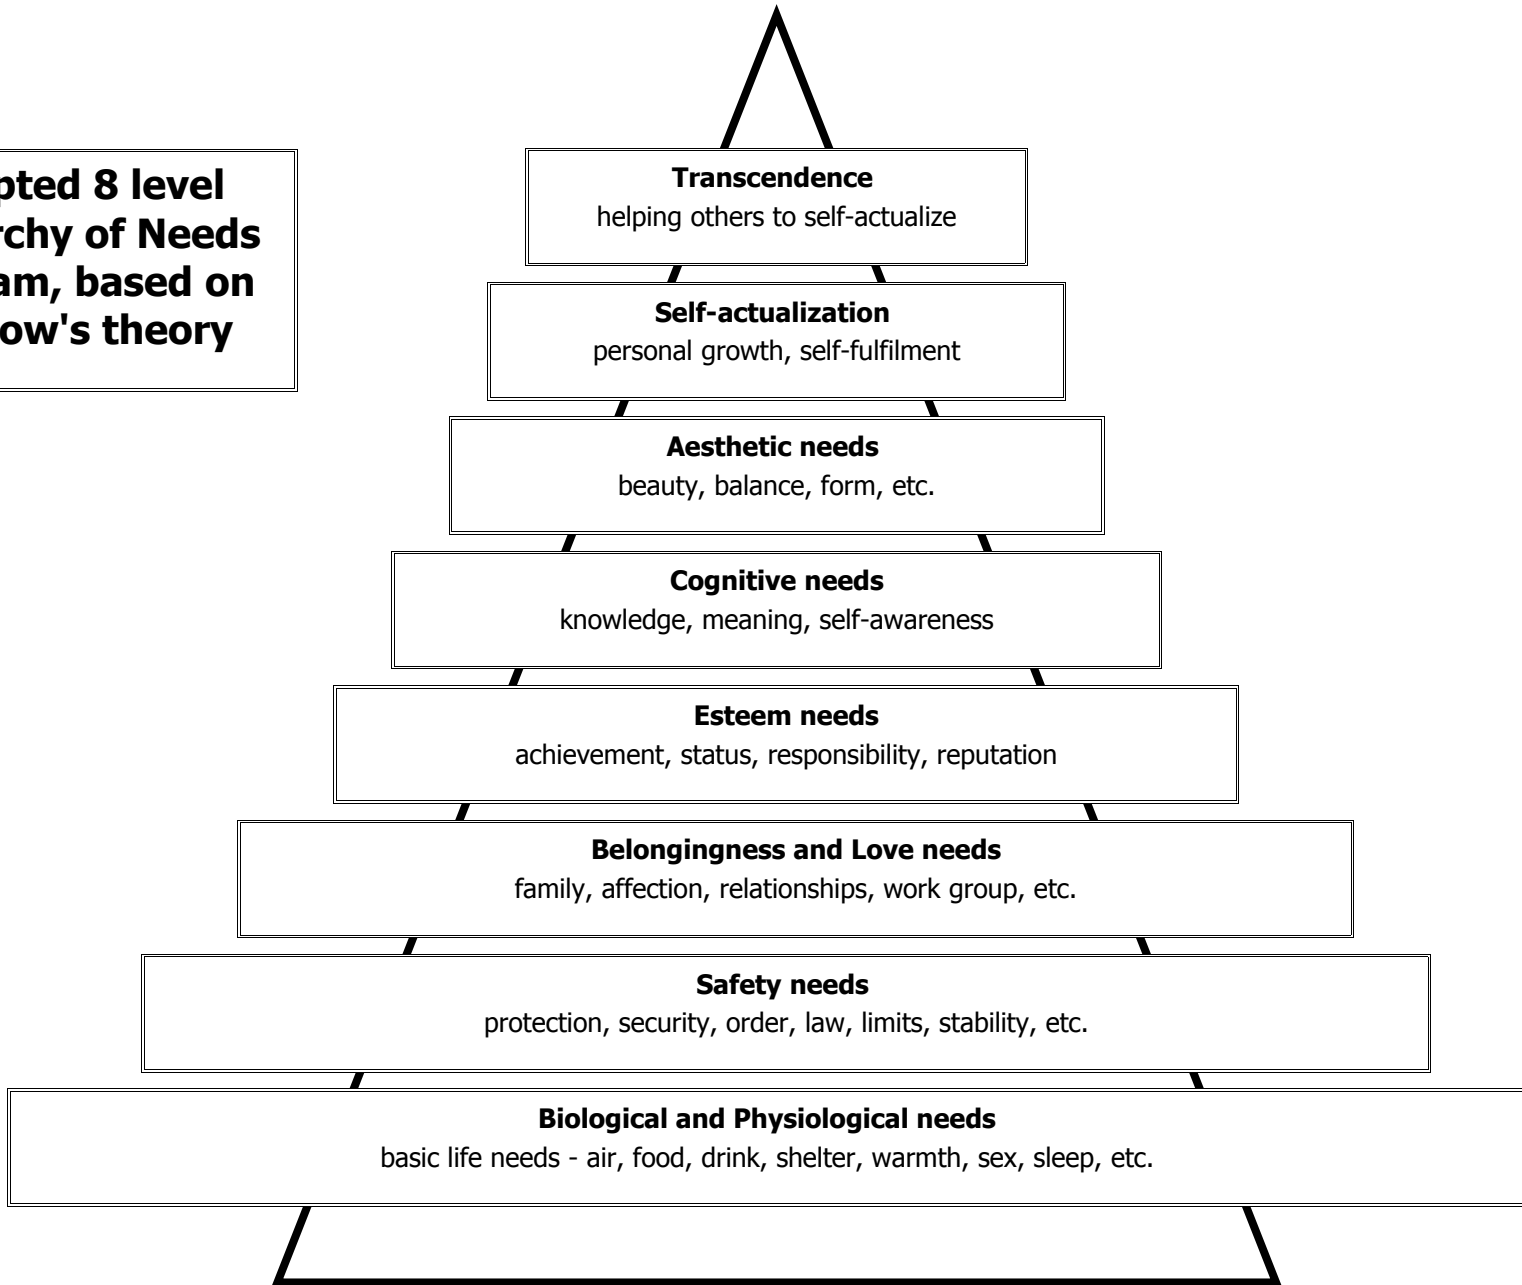 pted 8 level
rchy of Needs
am, based on
ow's theory
Transcendence
helping others to self-actualize
Self-actualization
personal growth, self-fulfilment
Aesthetic needs
beauty, balance, form, etc.
Cognitive needs
knowledge, meaning, self-awareness
Esteem needs
achievement, status, responsibility, reputation
Belongingness and Love needs
family, affection, relationships, work group, etc.
Safety needs
protection, security, order, law, limits, stability, etc.
Biological and Physiological needs
basic life needs - air, food, drink, shelter, warmth, sex, sleep, etc.